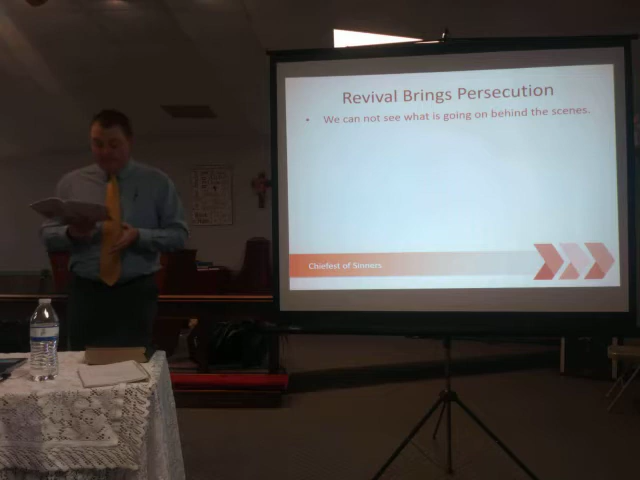 Revival Brings Persecution
• We can not see what is going on behind the scenes.
Chiefest of Sinners